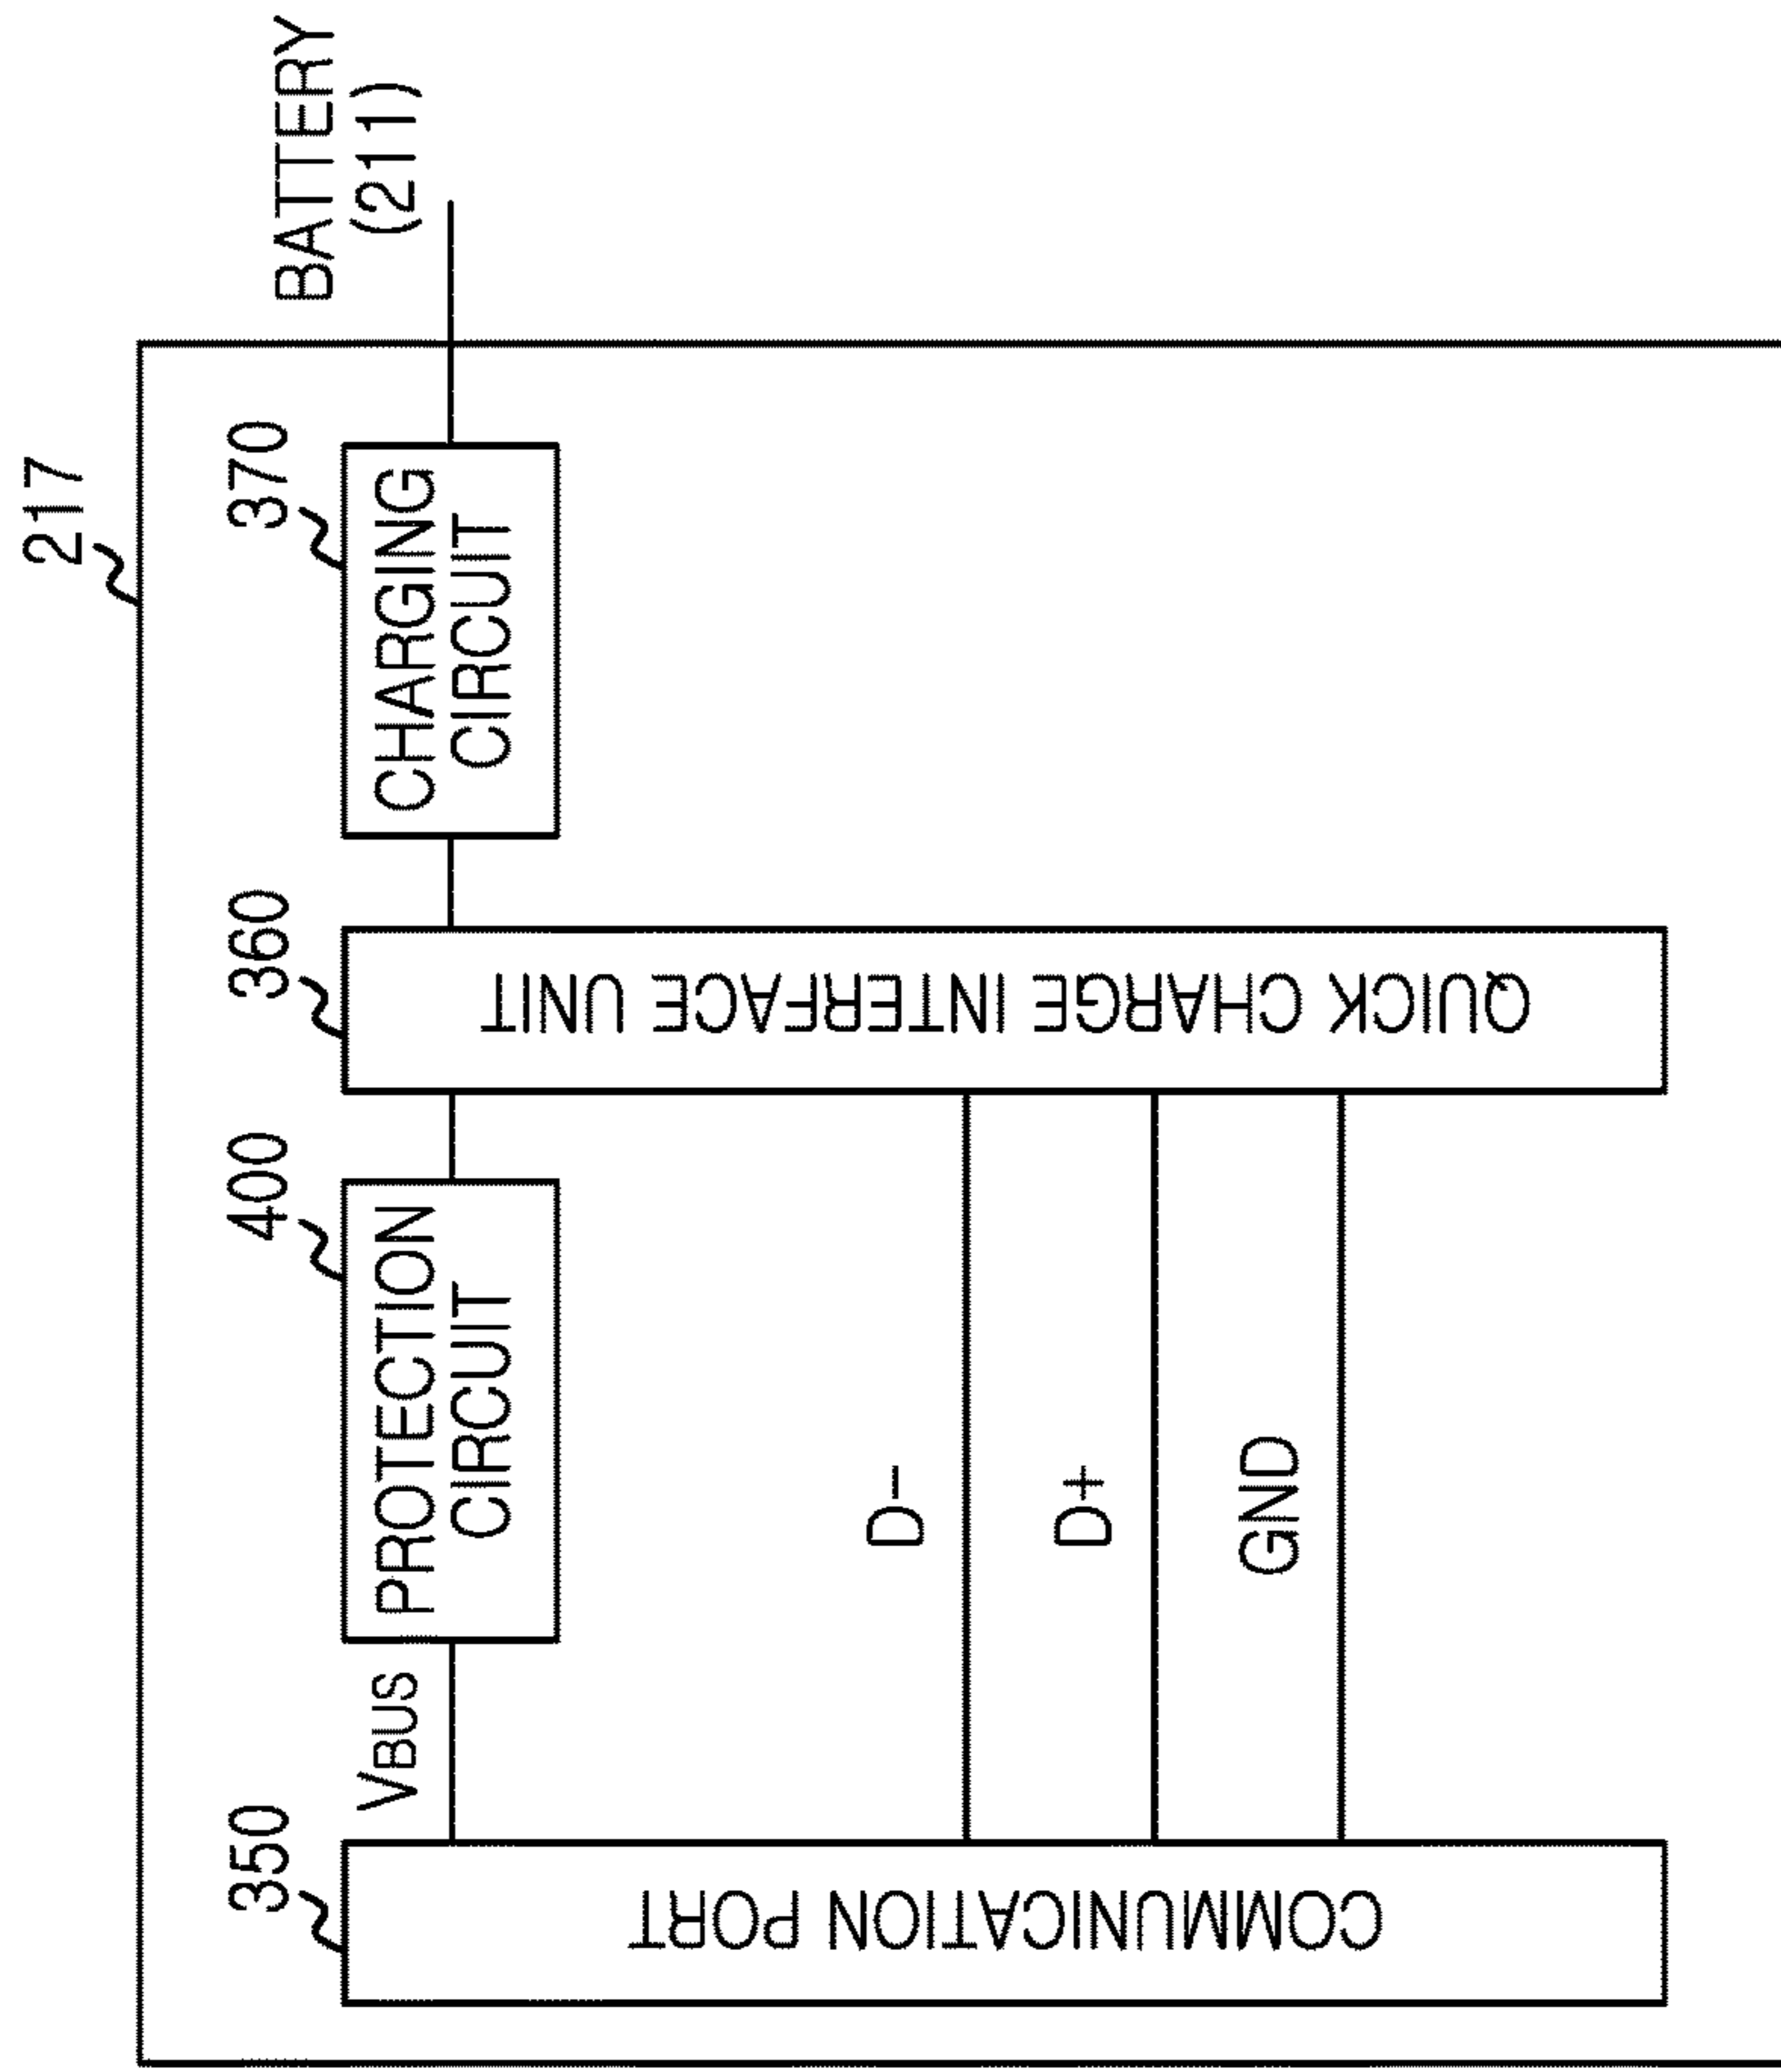 217
350
400
360
370
VBUS
PROTECTION
CIRCUIT
CHARGING
CIRCUIT
BATTERY
(211)
COMMUNICATION PORT
QUICK CHARGE INTERFACE UNIT
D-
D+
GND